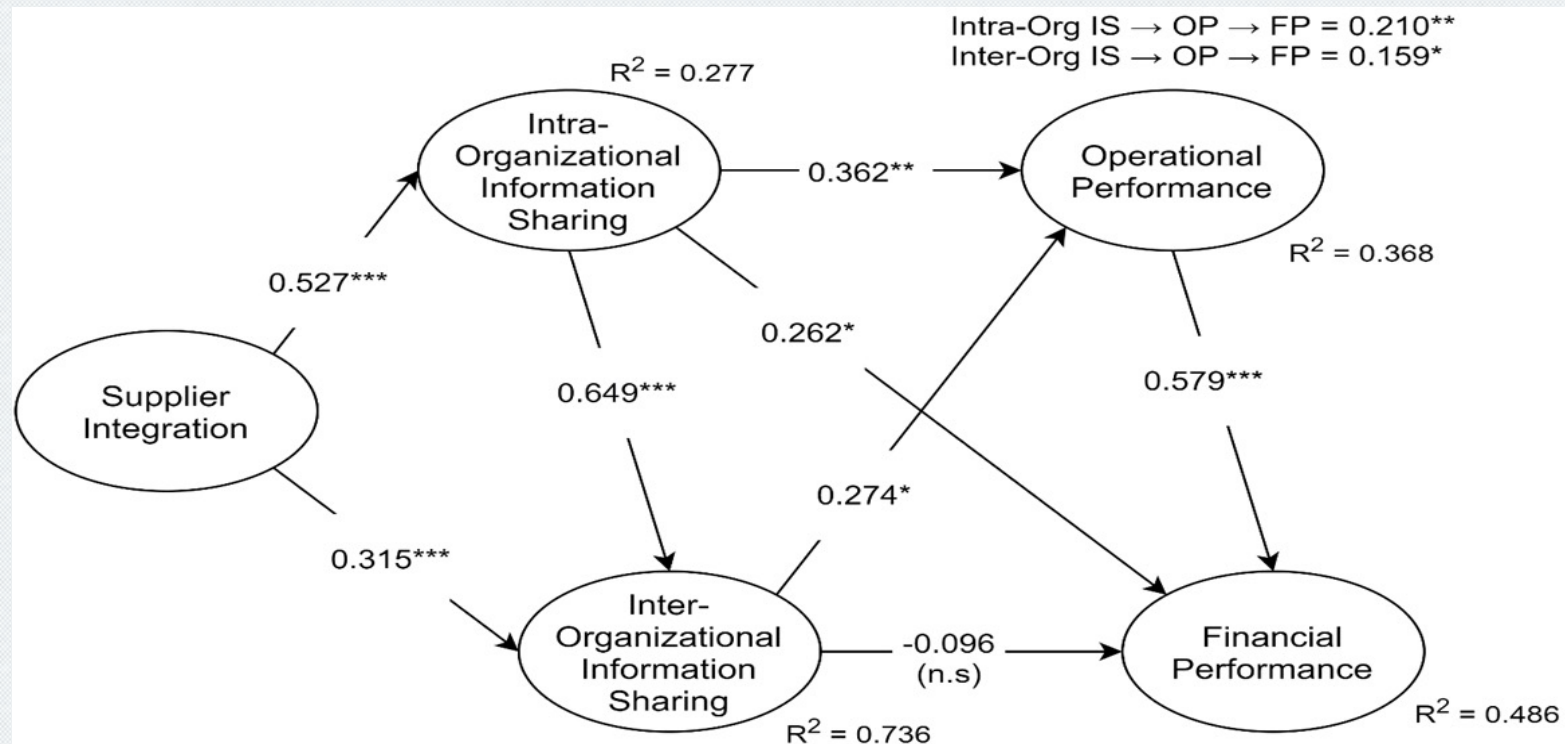 Intra-Org IS → OP → FP = 0.210**
Inter-Org IS → OP → FP = 0.159*
R² = 0.277
Intra-
Organizational
Information
Sharing
0.362**
Operational
Performance
R² = 0.368
0.527***
0.262*
0.649***
0.579***
Supplier
Integration
0.274*
0.315***
Inter-
Organizational
Information
Sharing
-0.096
(n.s)
Financial
Performance
R² = 0.736
R² = 0.486